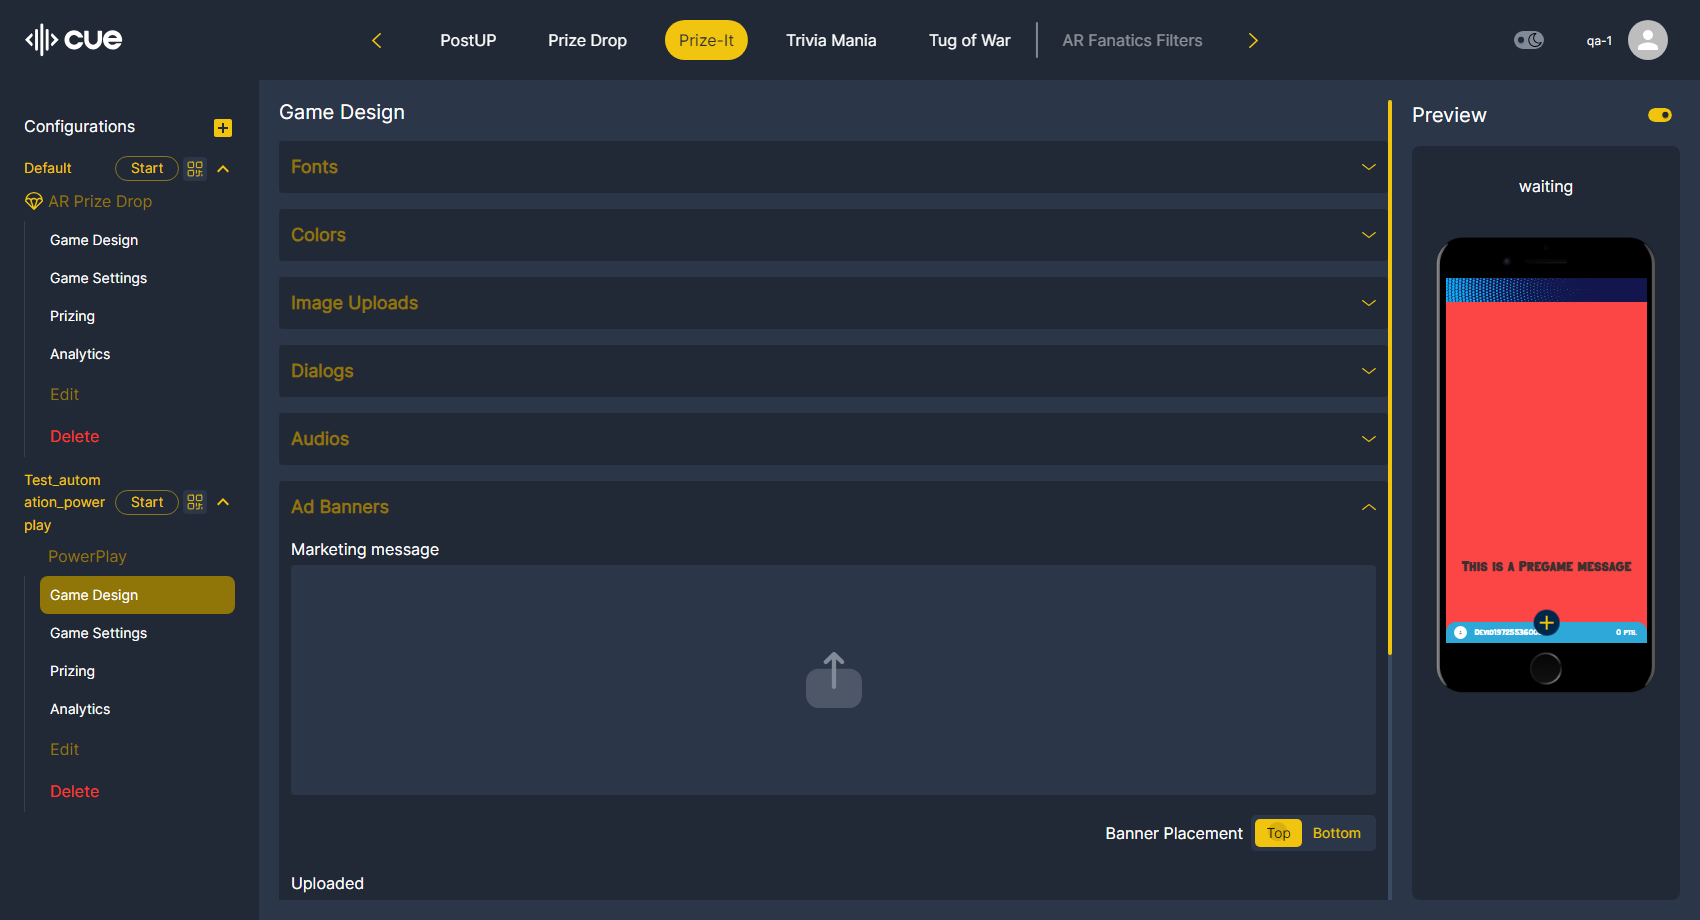 cue
PostUP
Prize Drop
Prize-It
Trivia Mania
Tug of War
AR Fanatics Filters
qa-1
Configurations
Default
Start
AR Prize Drop
Game Design
Game Settings
Prizing
Analytics
Edit
Delete
Test_autom
ation_power
play
Start
PowerPlay
Game Design
Game Settings
Prizing
Analytics
Edit
Delete
Game Design
Fonts
Colors
Image Uploads
Dialogs
Audios
Ad Banners
Marketing message
Banner Placement
Top
Bottom
Uploaded
Preview
waiting
This is a Pregame message
0 pts.